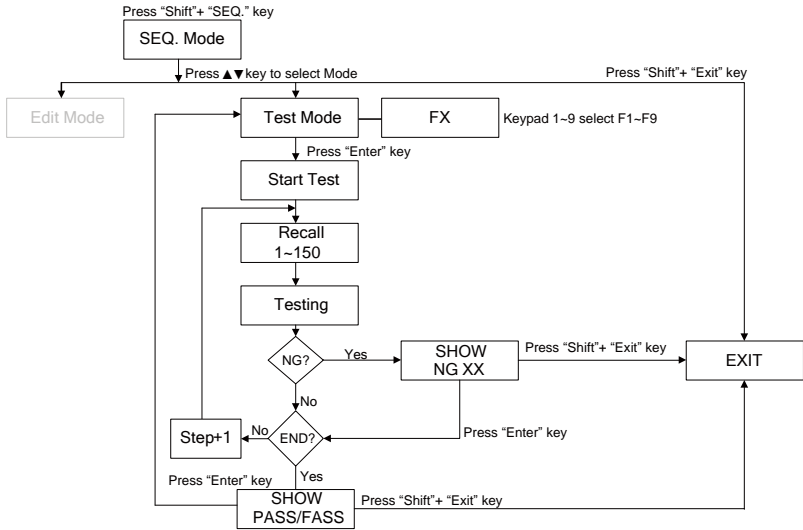 Press “Shift”+ “SEQ.” key
SEQ. Mode
Press ▲▼key to select Mode
Press “Shift”+ “Exit” key
Edit Mode
Test Mode
FX
Keypad 1~9 select F1~F9
Press “Enter” key
Start Test
Recall
1~150
Testing
NG?
Yes
SHOW
NG XX
Press “Shift”+ “Exit” key
EXIT
No
Step+1
No
END?
Press “Enter” key
Press “Enter” key
Yes
SHOW
PASS/FASS
Press “Shift”+ “Exit” key